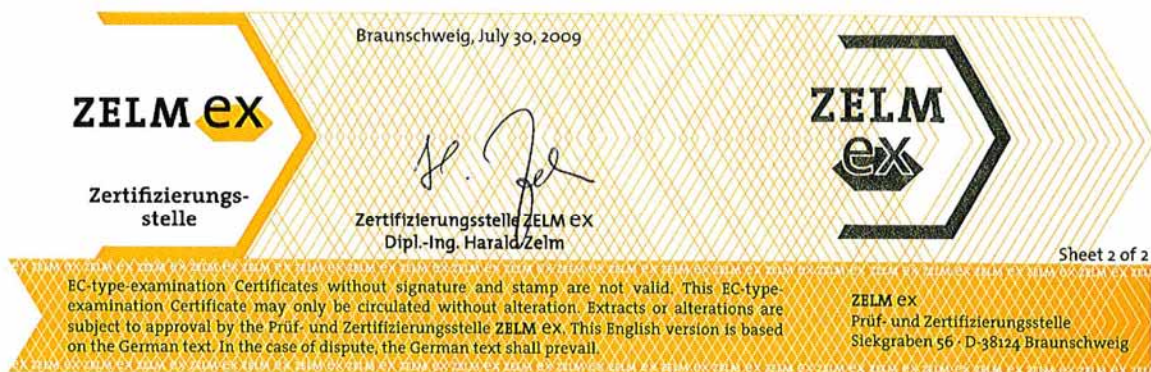 Braunschweig, July 30, 2009
ZELM ex
Zertifizierungs-
stelle
ZELM
ex
H. Zelm
Zertifizierungsstelle ZELM ex
Dipl.-Ing. Harald Zelm
Sheet 2 of 2
EC-type-examination Certificates without signature and stamp are not valid. This EC-type-
examination Certificate may only be circulated without alteration. Extracts or alterations are
subject to approval by the Prüf- und Zertifizierungsstelle ZELM ex. This English version is based
on the German text. In the case of dispute, the German text shall prevail.
ZELM ex
Prüf- und Zertifizierungsstelle
Siekgraben 56 · D-38124 Braunschweig